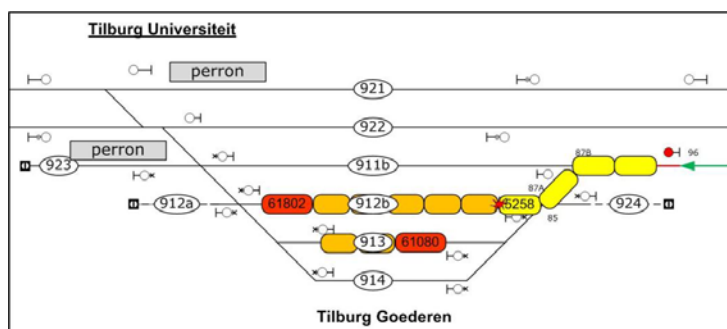 Tilburg Universiteit
perron
921
922
perron
87B
96
923
911b
87A
61802
912a
912b
5258
85
924
913
61080
914
Tilburg Goederen